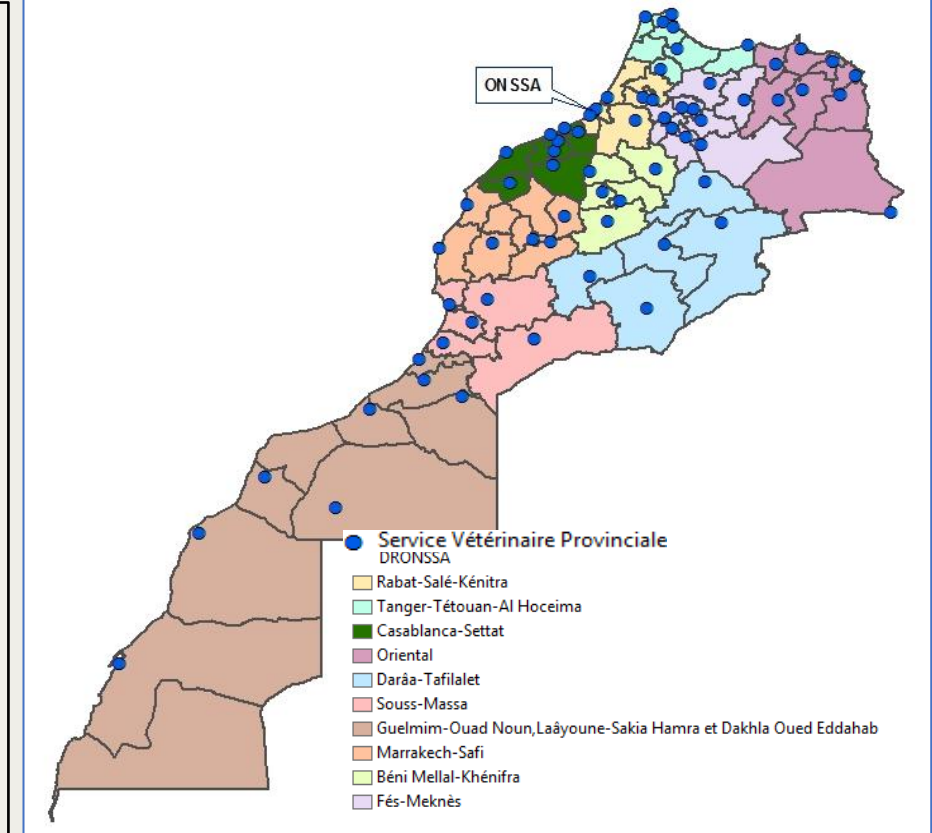 ONSSA
Service Vétérinaire Provinciale
DRONSSA
Rabat-Salé-Kénitra
Tanger-Tétouan-Al Hoceima
Casablanca-Settat
Oriental
Darâa-Tafilalet
Souss-Massa
Guelmim-Ouad Noun,Laâyoune-Sakia Hamra et Dakhla Oued Eddahab
Marrakech-Safi
Béni Mellal-Khénifra
Fés-Meknès